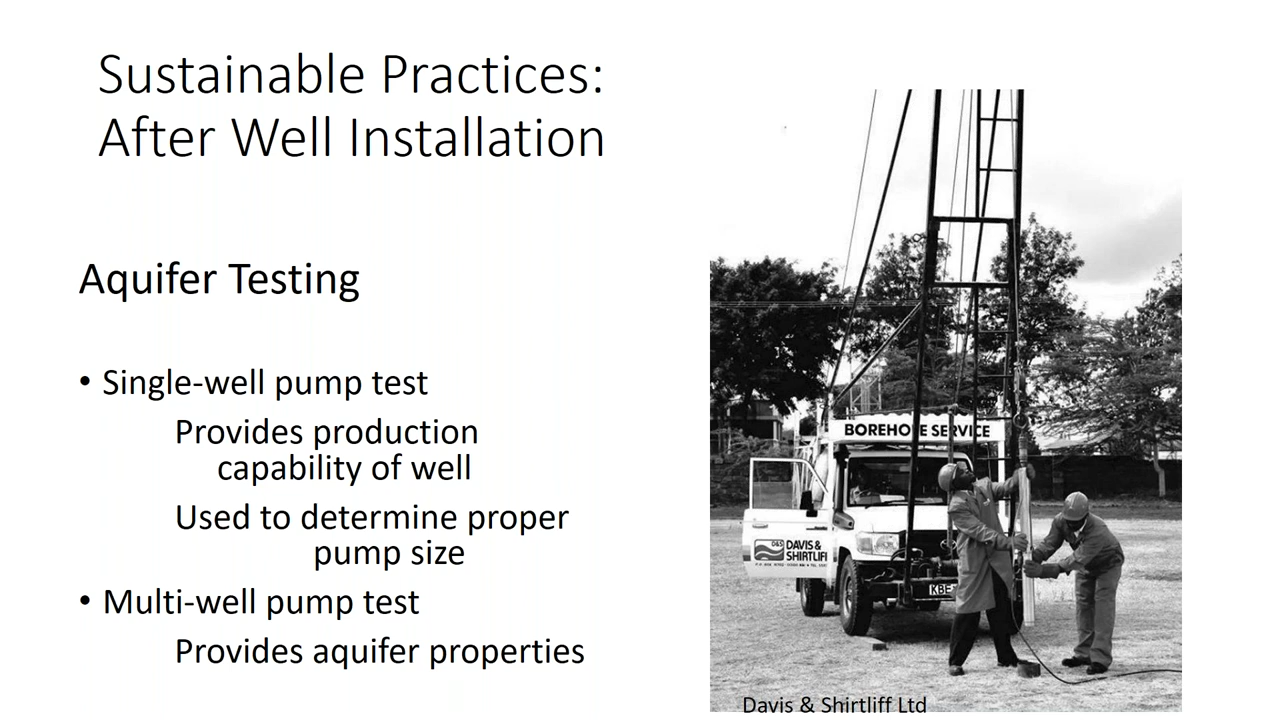 Sustainable Practices:
After Well Installation
Aquifer Testing
• Single-well pump test
Provides production
capability of well
Used to determine proper
pump size
• Multi-well pump test
Provides aquifer properties
BOREHOLE SERVICE
D&S
DAVIS &
SHIRTLIFF
KBE
Davis & Shirtliff Ltd